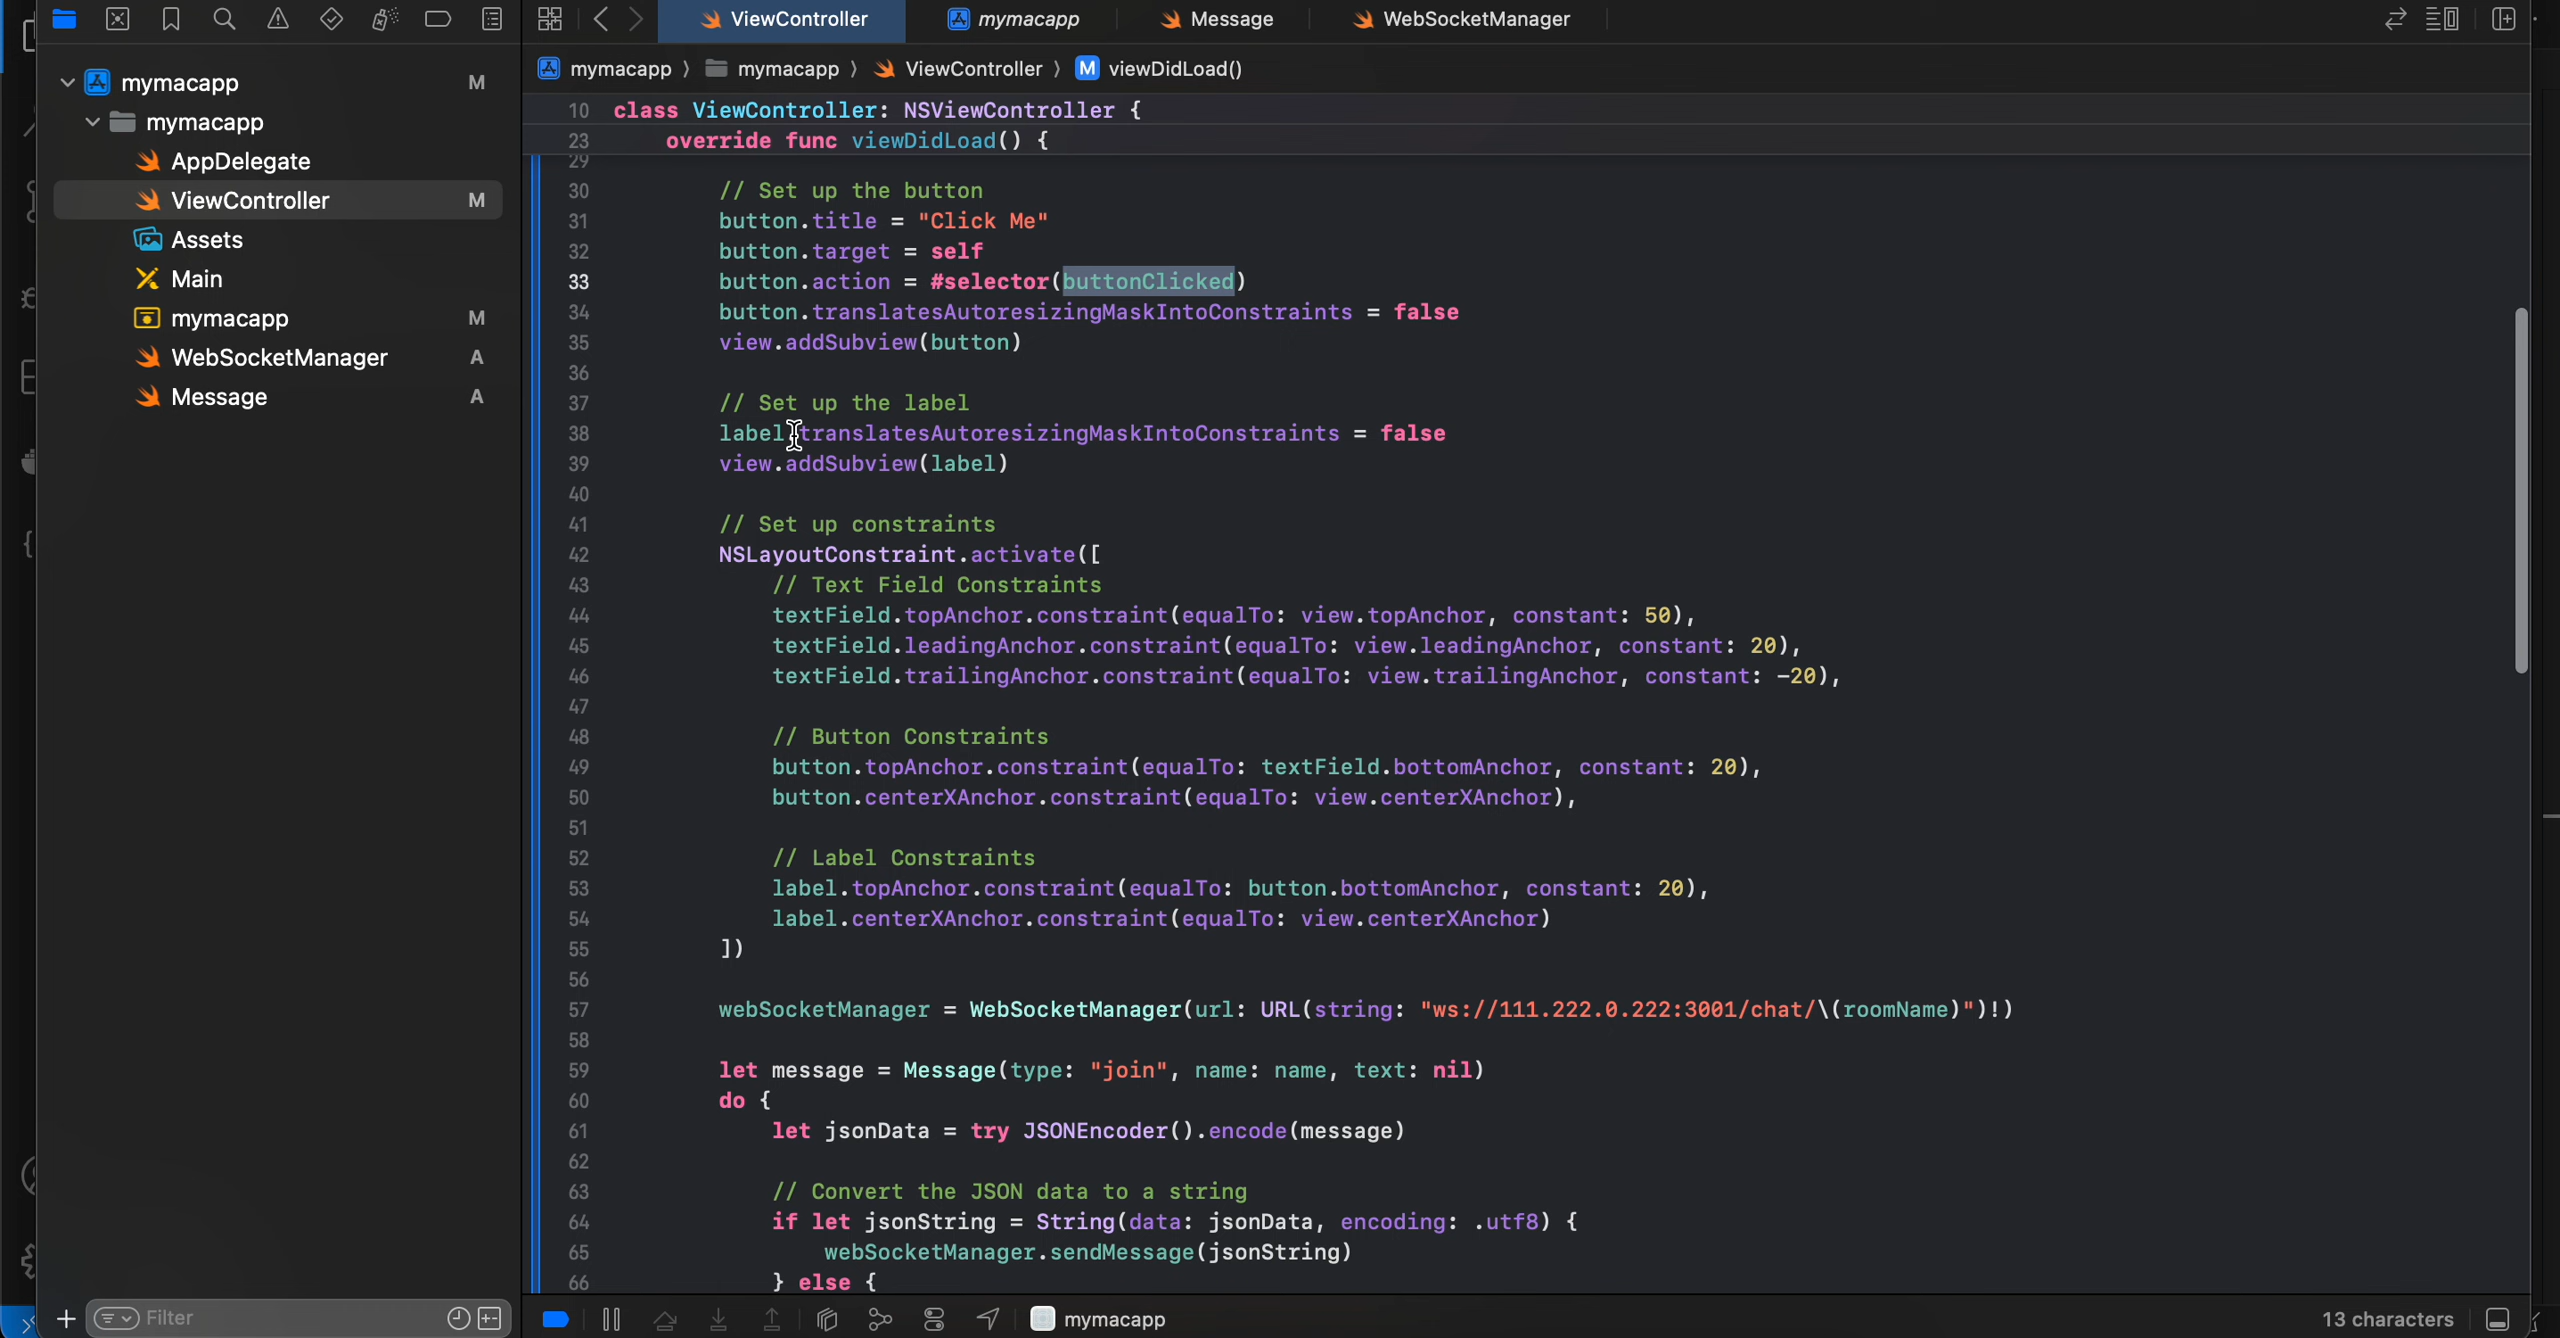 ViewController
mymacapp
Message
WebSocketManager
mymacapp M
mymacapp
AppDelegate
ViewController M
Assets
Main
mymacapp M
WebSocketManager A
Message A
Filter
mymacapp 〉 mymacapp 〉 ViewController 〉 M viewDidLoad()
10 class ViewController: NSViewController {
23 override func viewDidLoad() {
29
30 // Set up the button
31 button.title = "Click Me"
32 button.target = self
33 button.action = #selector(buttonClicked)
34 button.translatesAutoresizingMaskIntoConstraints = false
35 view.addSubview(button)
36
37 // Set up the label
38 label.translatesAutoresizingMaskIntoConstraints = false
39 view.addSubview(label)
40
41 // Set up constraints
42 NSLayoutConstraint.activate([
43 // Text Field Constraints
44 textField.topAnchor.constraint(equalTo: view.topAnchor, constant: 50),
45 textField.leadingAnchor.constraint(equalTo: view.leadingAnchor, constant: 20),
46 textField.trailingAnchor.constraint(equalTo: view.trailingAnchor, constant: -20),
47
48 // Button Constraints
49 button.topAnchor.constraint(equalTo: textField.bottomAnchor, constant: 20),
50 button.centerXAnchor.constraint(equalTo: view.centerXAnchor),
51
52 // Label Constraints
53 label.topAnchor.constraint(equalTo: button.bottomAnchor, constant: 20),
54 label.centerXAnchor.constraint(equalTo: view.centerXAnchor)
55 ])
56
57 webSocketManager = WebSocketManager(url: URL(string: "ws://111.222.0.222:3001/chat/\(roomName)")!)
58
59 let message = Message(type: "join", name: name, text: nil)
60 do {
61 let jsonData = try JSONEncoder().encode(message)
62
63 // Convert the JSON data to a string
64 if let jsonString = String(data: jsonData, encoding: .utf8) {
65 webSocketManager.sendMessage(jsonString)
66 } else {
mymacapp
13 characters